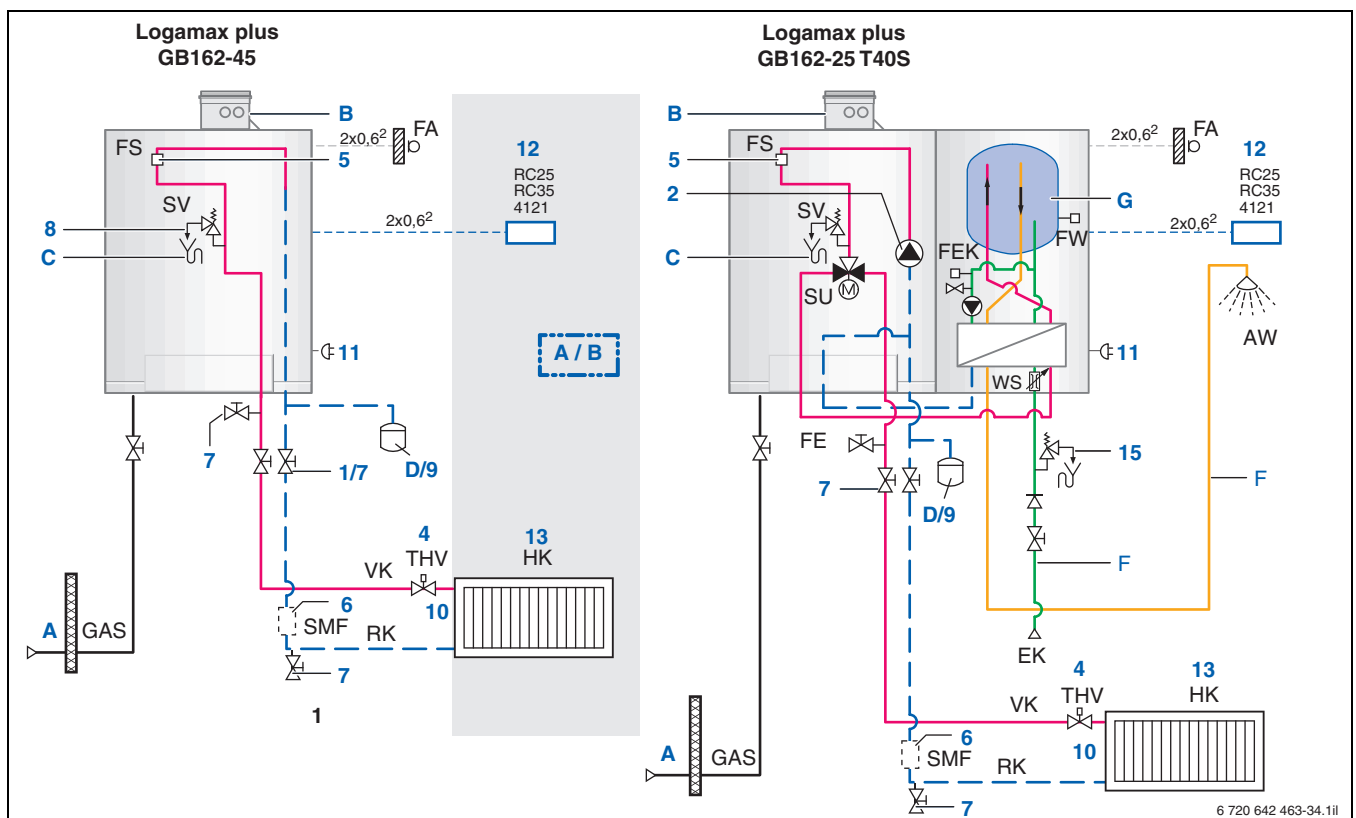 Logamax plus
GB162-45
B
FS
5
2x0,6²
FA
12
RC25
RC35
4121
SV
8
C
2x0,6²
11
A / B
7
1/7
D/9
4
THV
13
HK
VK
10
6
SMF
RK
A
GAS
7
1
Logamax plus
GB162-25 T40S
B
FS
5
2
2x0,6²
FA
12
RC25
RC35
4121
G
SV
C
FEK
FW
2x0,6²
SU
M
AW
11
WS
FE
7
D/9
15
F
F
EK
4
THV
13
HK
VK
10
6
SMF
RK
A
GAS
7
6 720 642 463-34.1il